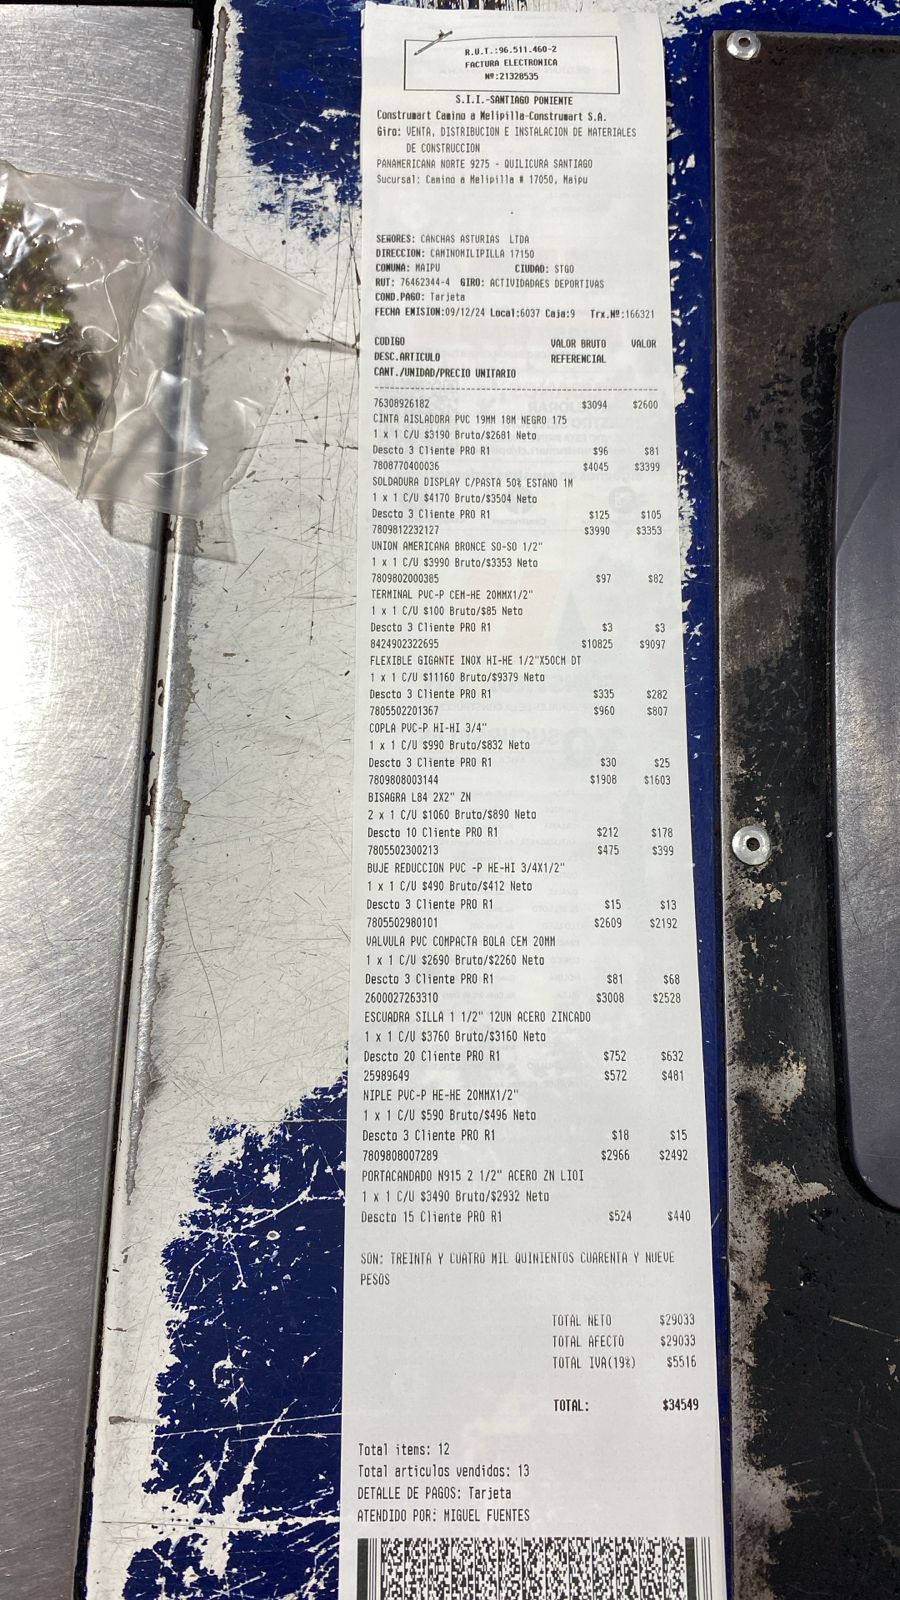 R.U.T.:96.511.460-2
FACTURA ELECTRONICA
Nº:21328535
S.I.I.-SANTIAGO PONIENTE
Construmart Camino a Melipilla-Construmart S.A.
Giro: VENTA, DISTRIBUCION E INSTALACION DE MATERIALES
DE CONSTRUCCION
PANAMERICANA NORTE 9275 - QUILICURA SANTIAGO
Sucursal: Camino a Melipilla # 17050, Maipu
SEÑORES: CANCHAS ASTURIAS LTDA
DIRECCION: CAMINOMILIPILLA 17150
COMUNA: MAIPU CIUDAD: STGO
RUT: 76462344-4 GIRO: ACTIVIDADAES DEPORTIVAS
COND.PAGO: Tarjeta
FECHA EMISION:09/12/24 Local:6037 Caja:9 Trx.Nº:166321
CODIGO VALOR BRUTO VALOR
DESC.ARTICULO REFERENCIAL
CANT./UNIDAD/PRECIO UNITARIO
76308926182 $3094 $2600
CINTA AISLADORA PVC 19MM 18M NEGRO 175
1 x 1 C/U $3190 Bruto/$2681 Neto
Descto 3 Cliente PRO R1 $96 $81
7808770400036 $4045 $3399
SOLDADURA DISPLAY C/PASTA 50% ESTANO 1M
1 x 1 C/U $4170 Bruto/$3504 Neto
Descto 3 Cliente PRO R1 $125 $105
7809812232127 $3990 $3353
UNION AMERICANA BRONCE SO-SO 1/2"
1 x 1 C/U $3990 Bruto/$3353 Neto
7809802000385 $97 $82
TERMINAL PVC-P CEM-HE 20MMX1/2"
1 x 1 C/U $100 Bruto/$85 Neto
Descto 3 Cliente PRO R1 $3 $3
8424902322695 $10825 $9097
FLEXIBLE GIGANTE INOX HI-HE 1/2"X50CM DT
1 x 1 C/U $11160 Bruto/$9379 Neto
Descto 3 Cliente PRO R1 $335 $282
7805502201367 $960 $807
COPLA PVC-P HI-HI 3/4"
1 x 1 C/U $990 Bruto/$832 Neto
Descto 3 Cliente PRO R1 $30 $25
7809808003144 $1908 $1603
BISAGRA L84 2X2" ZN
2 x 1 C/U $1060 Bruto/$890 Neto
Descto 10 Cliente PRO R1 $212 $178
7805502300213 $475 $399
BUJE REDUCCION PVC -P HE-HI 3/4X1/2"
1 x 1 C/U $490 Bruto/$412 Neto
Descto 3 Cliente PRO R1 $15 $13
7805502980101 $2609 $2192
VALVULA PVC COMPACTA BOLA CEM 20MM
1 x 1 C/U $2690 Bruto/$2260 Neto
Descto 3 Cliente PRO R1 $81 $68
2600027263310 $3008 $2528
ESCUADRA SILLA 1 1/2" 12UN ACERO ZINCADO
1 x 1 C/U $3760 Bruto/$3160 Neto
Descto 20 Cliente PRO R1 $752 $632
25989649 $572 $481
NIPLE PVC-P HE-HE 20MMX1/2"
1 x 1 C/U $590 Bruto/$496 Neto
Descto 3 Cliente PRO R1 $18 $15
7809808007289 $2966 $2492
PORTACANDADO N915 2 1/2" ACERO ZN LIOI
1 x 1 C/U $3490 Bruto/$2932 Neto
Descto 15 Cliente PRO R1 $524 $440
SON: TREINTA Y CUATRO MIL QUINIENTOS CUARENTA Y NUEVE
PESOS
TOTAL NETO $29033
TOTAL AFECTO $29033
TOTAL IVA(19%) $5516
TOTAL: $34549
Total items: 12
Total articulos vendidos: 13
DETALLE DE PAGOS: Tarjeta
ATENDIDO POR: MIGUEL FUENTES